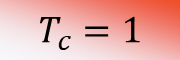 T_c = 1